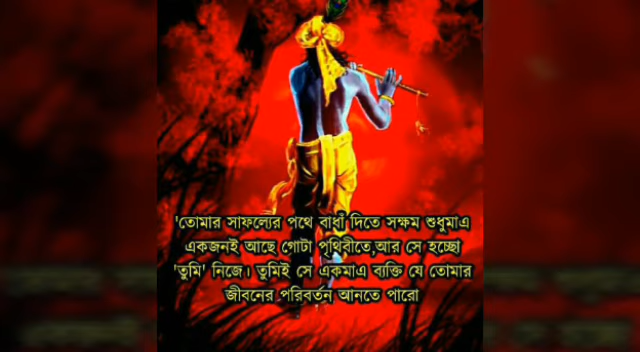 'তোমার সাফল্যের পথে বাধাঁ দিতে সক্ষম শুধুমাএ
একজনই আছে গোটা পৃথিবীতে,আর সে হচ্ছো
'তুমি' নিজে। তুমিই সে একমাএ ব্যক্তি যে তোমার
জীবনের পরিবর্তন আনতে পারো